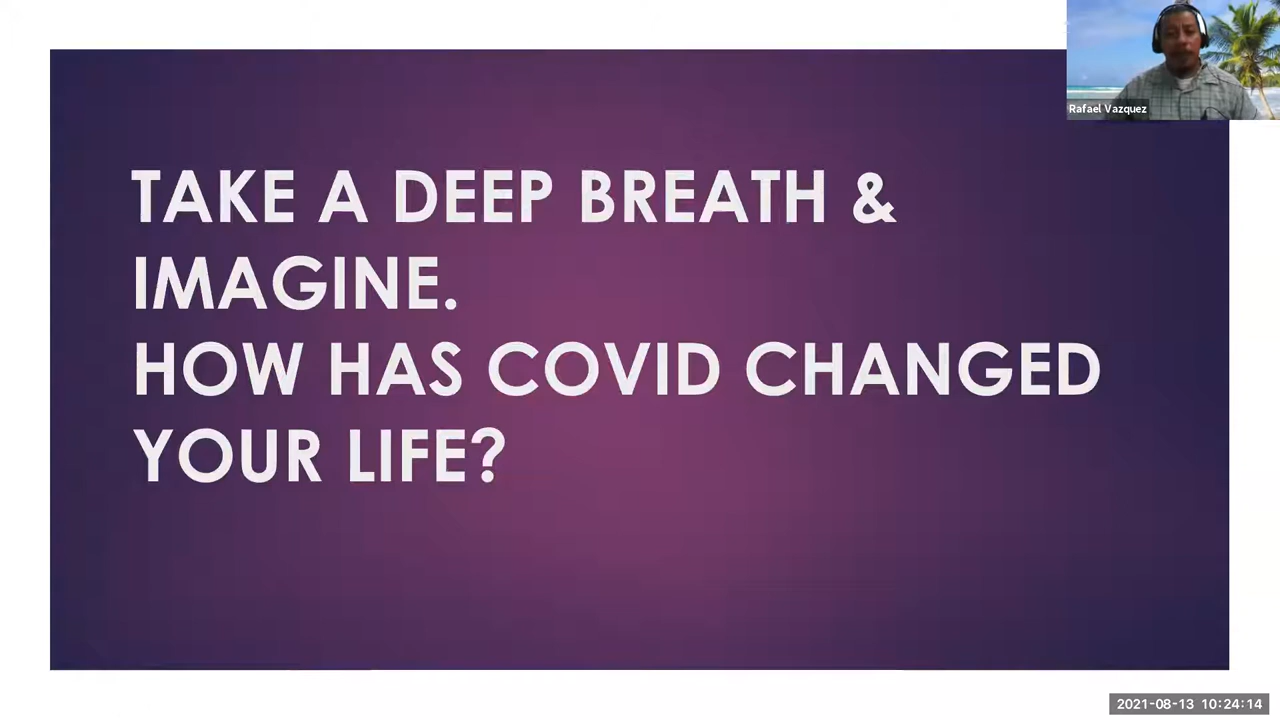 Rafael Vazquez
TAKE A DEEP BREATH &
IMAGINE.
HOW HAS COVID CHANGED
YOUR LIFE?
2021-08-13 10:24:14